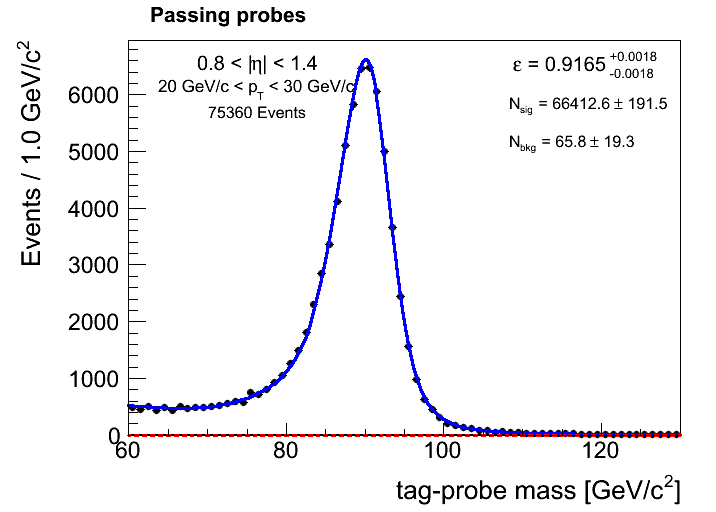 Passing probes
0.8 < |η| < 1.4
20 GeV/c < p_T < 30 GeV/c
75360 Events
ε = 0.9165 +0.0018 -0.0018
N_sig = 66412.6 ± 191.5
N_bkg = 65.8 ± 19.3
Events / 1.0 GeV/c²
6000
5000
4000
3000
2000
1000
0
60
80
100
120
tag-probe mass [GeV/c²]